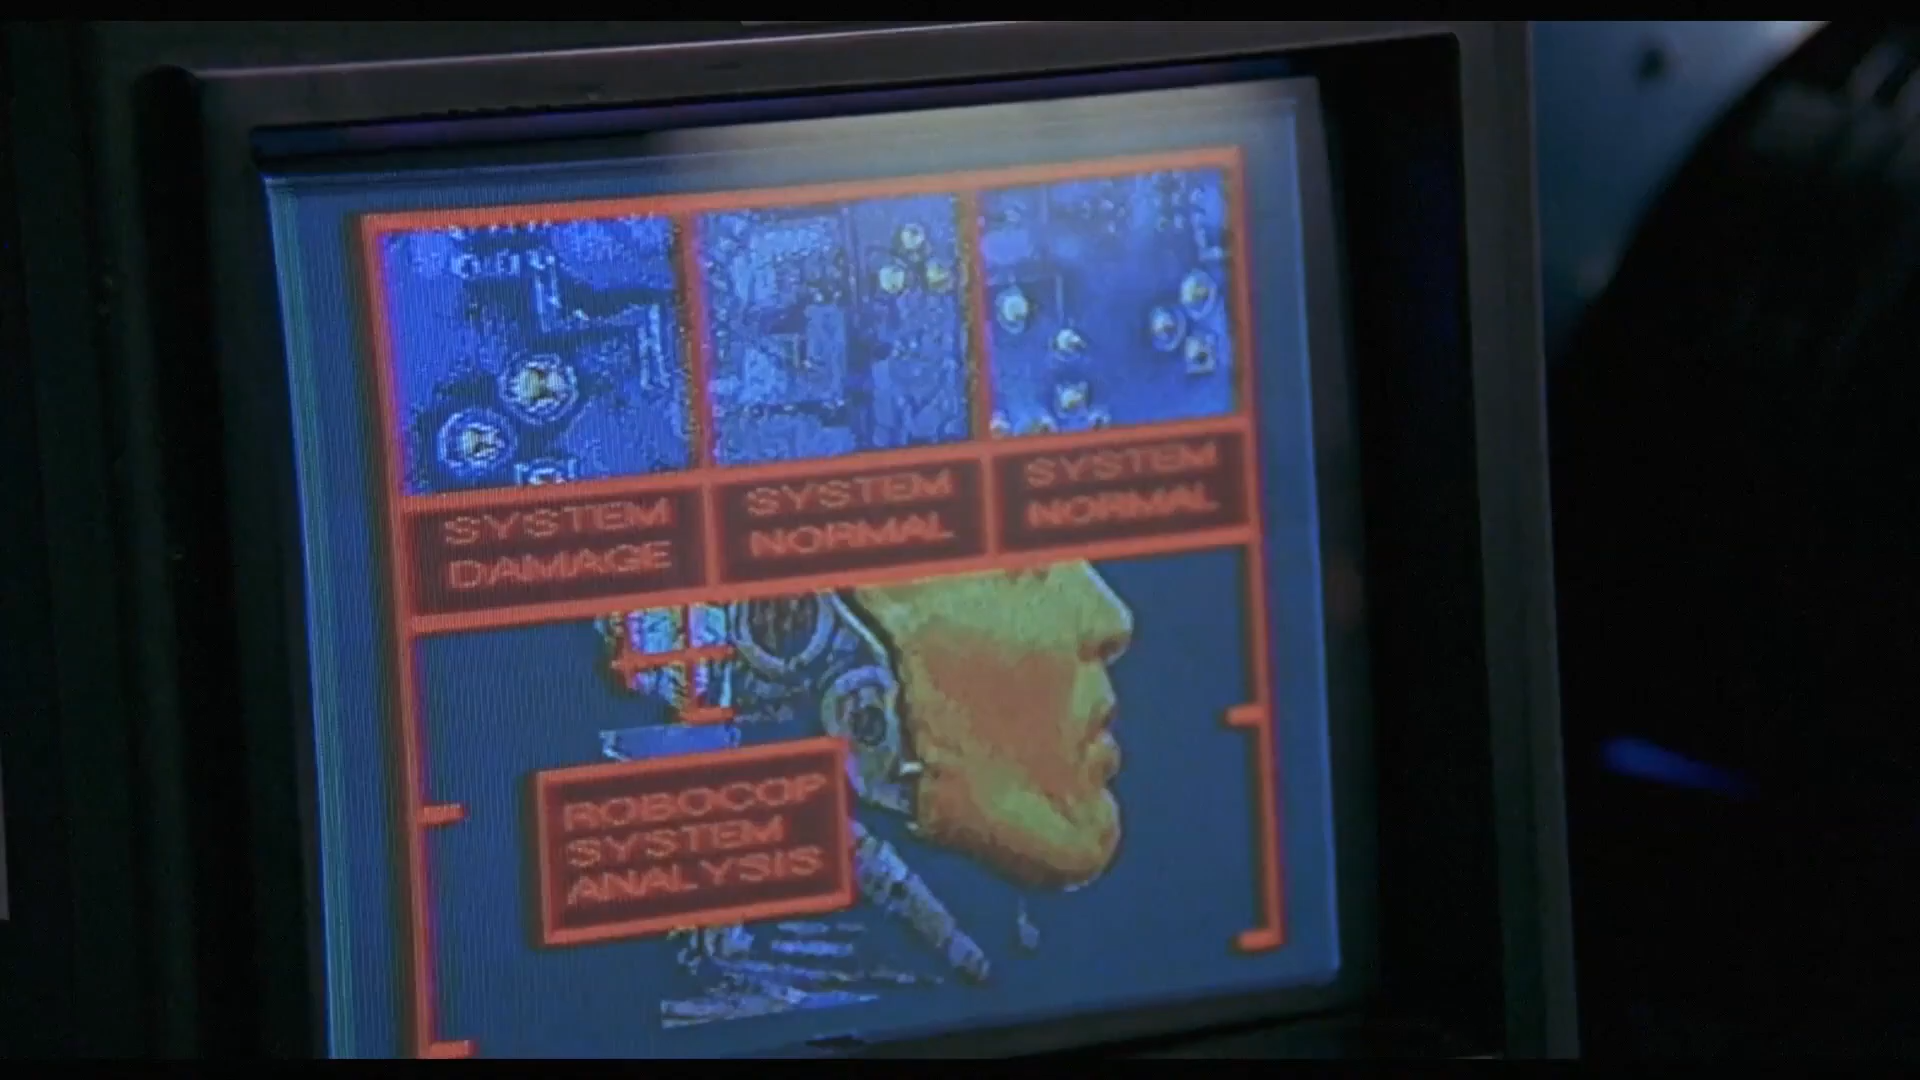 SYSTEM
DAMAGE
SYSTEM
NORMAL
SYSTEM
NORMAL
ROBOCOP
SYSTEM
ANALYSIS